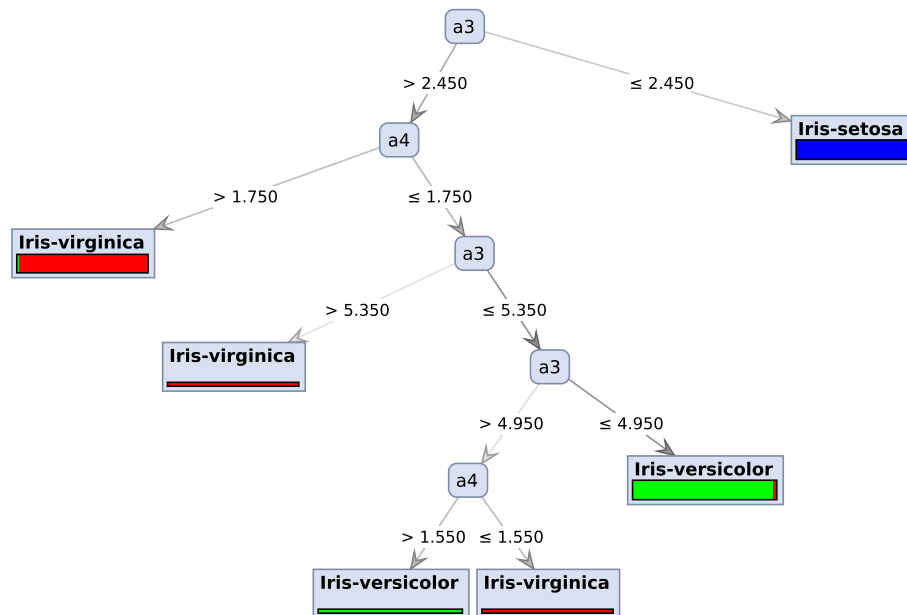 a3
> 2.450
≤ 2.450
Iris-setosa
a4
> 1.750
≤ 1.750
Iris-virginica
a3
> 5.350
≤ 5.350
Iris-virginica
a3
> 4.950
≤ 4.950
Iris-versicolor
a4
> 1.550
≤ 1.550
Iris-versicolor
Iris-virginica